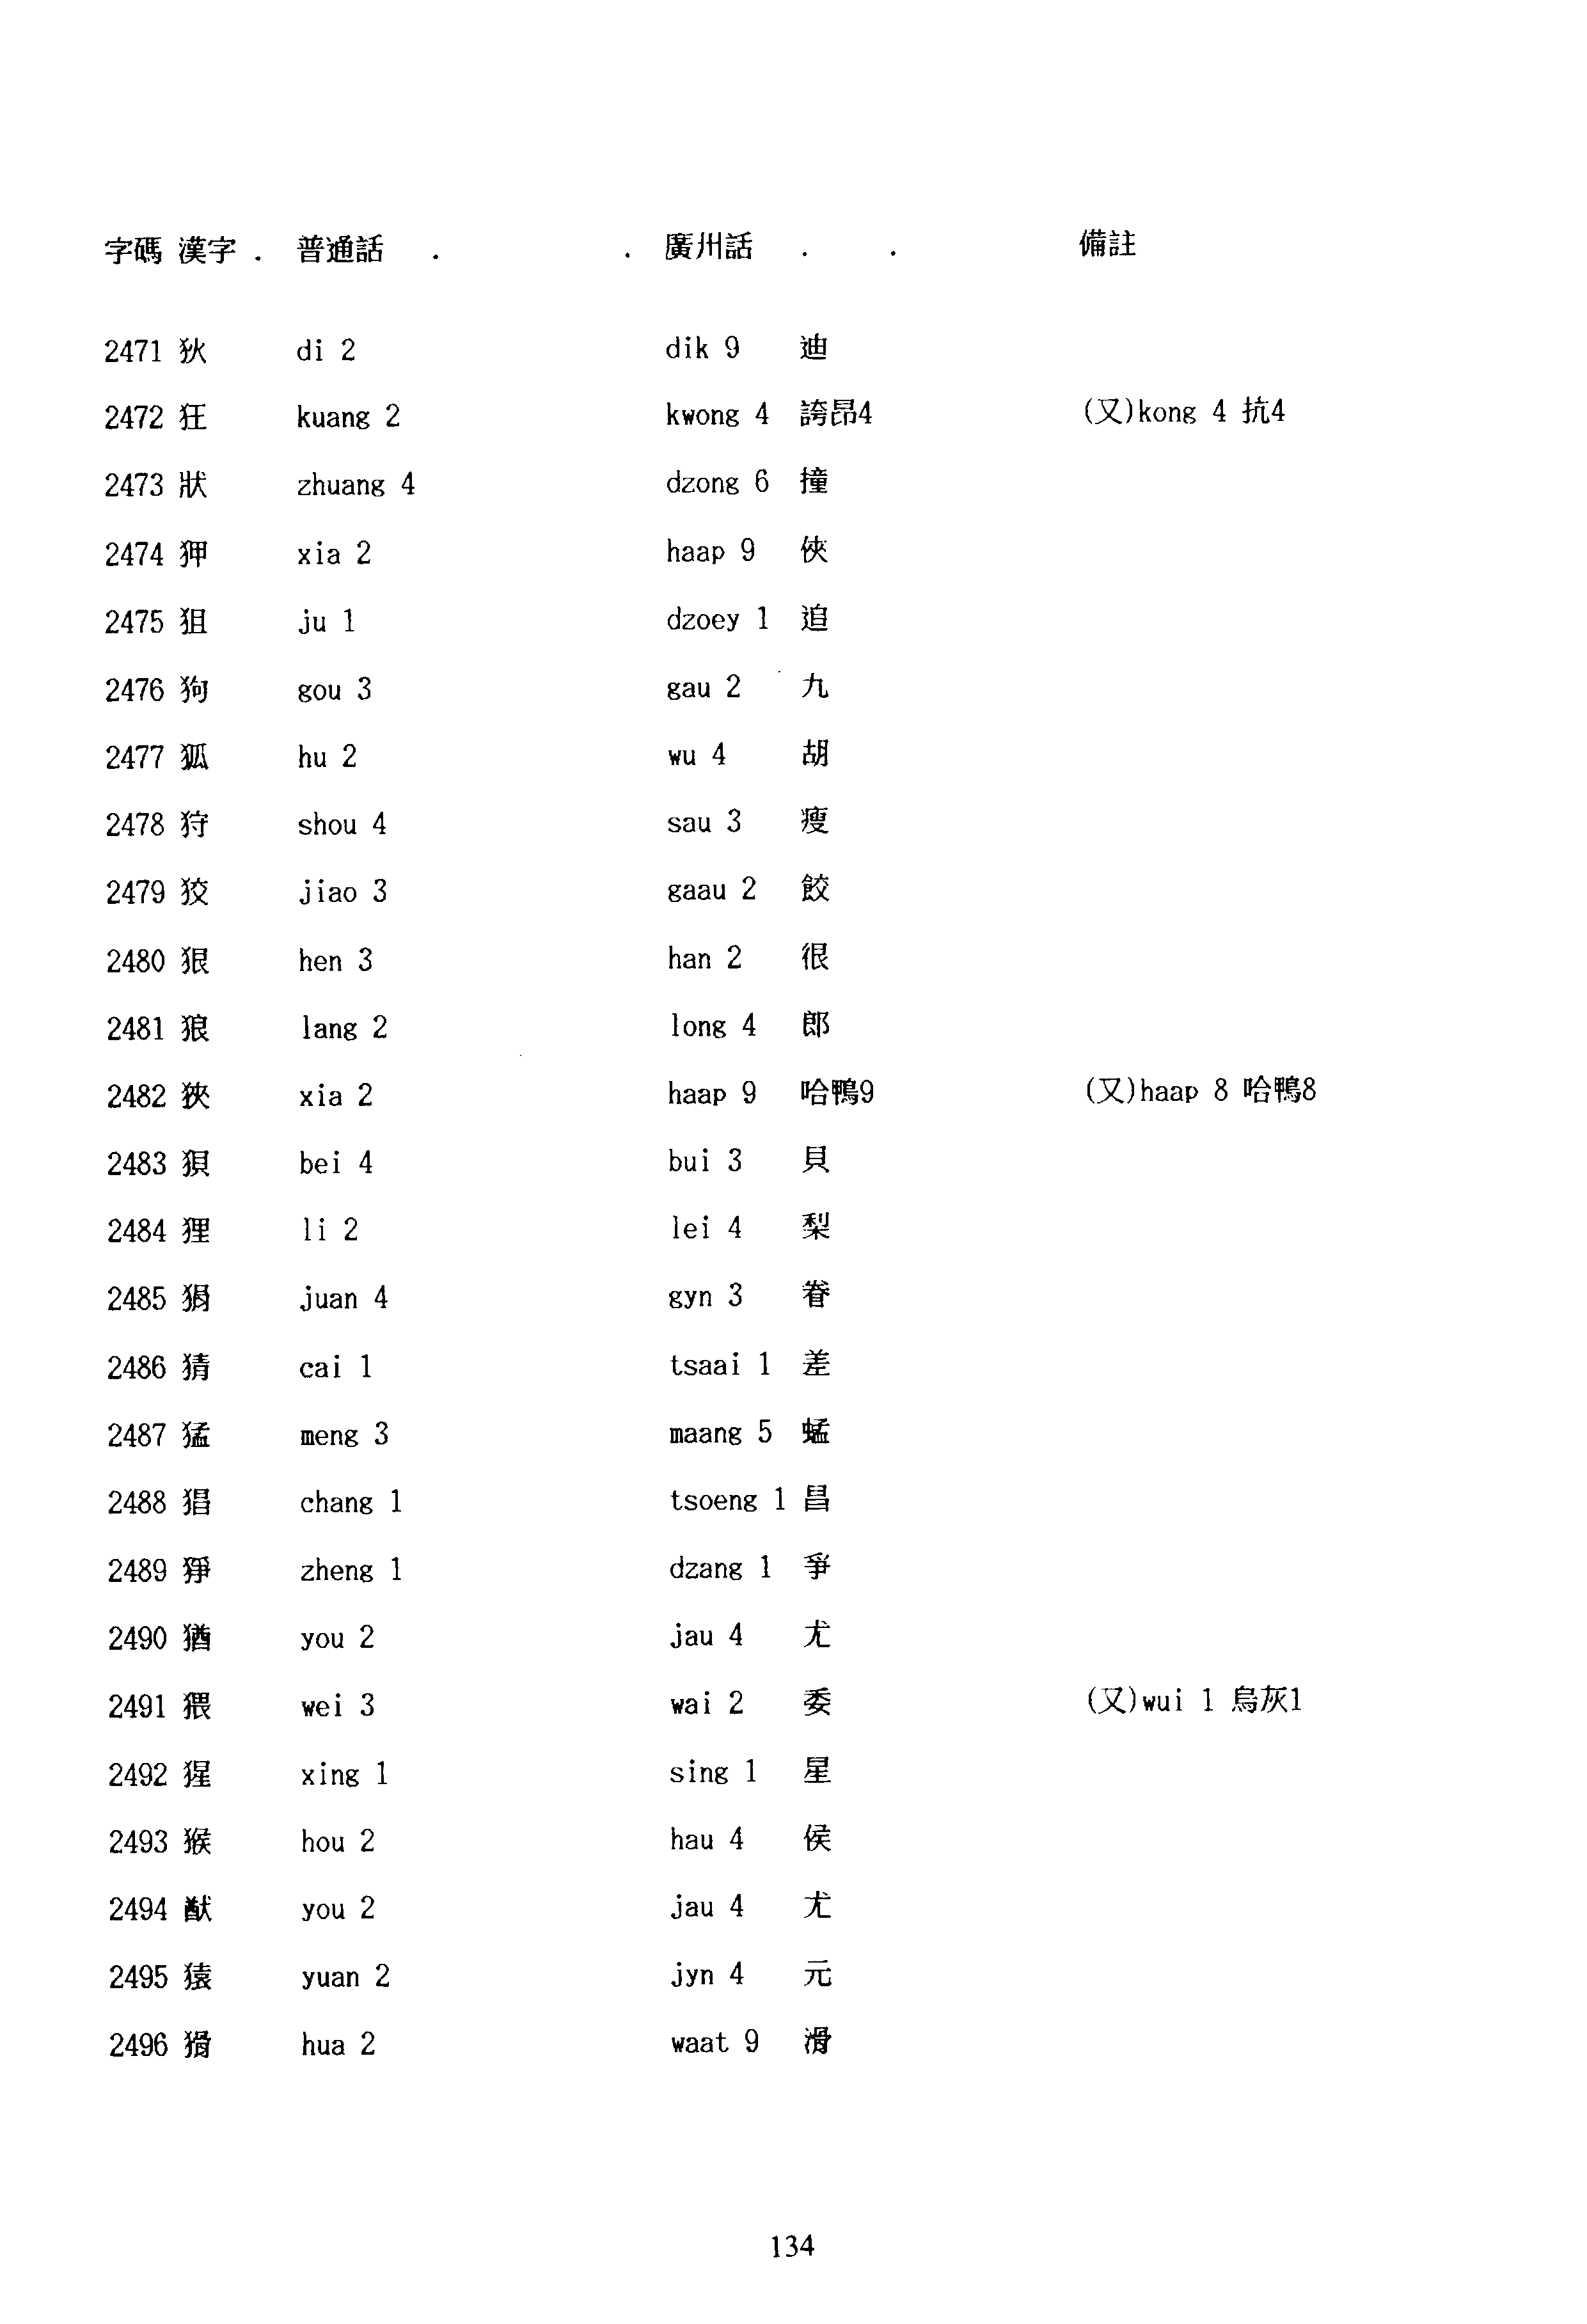 字碼 漢字 . 普通話 . . 廣州話 . . 備註
2471 狄 di 2 dik 9 迪
2472 狂 kuang 2 kwong 4 誇昂4 (又)kong 4 抗4
2473 狀 zhuang 4 dzong 6 撞
2474 狎 xia 2 haap 9 俠
2475 狙 ju 1 dzoey 1 追
2476 狗 gou 3 gau 2 九
2477 狐 hu 2 wu 4 胡
2478 狩 shou 4 sau 3 瘦
2479 狡 jiao 3 gaau 2 餃
2480 狠 hen 3 han 2 很
2481 狼 lang 2 long 4 郎
2482 狹 xia 2 haap 9 哈鴨9 (又)haap 8 哈鴨8
2483 狽 bei 4 bui 3 貝
2484 狸 li 2 lei 4 梨
2485 狷 juan 4 gyn 3 眷
2486 猜 cai 1 tsaai 1 差
2487 猛 meng 3 maang 5 蜢
2488 猖 chang 1 tsoeng 1 昌
2489 猙 zheng 1 dzang 1 爭
2490 猶 you 2 jau 4 尤
2491 猥 wei 3 wai 2 委 (又)wui 1 烏灰1
2492 猩 xing 1 sing 1 星
2493 猴 hou 2 hau 4 侯
2494 猷 you 2 jau 4 尤
2495 猿 yuan 2 jyn 4 元
2496 猾 hua 2 waat 9 滑
134